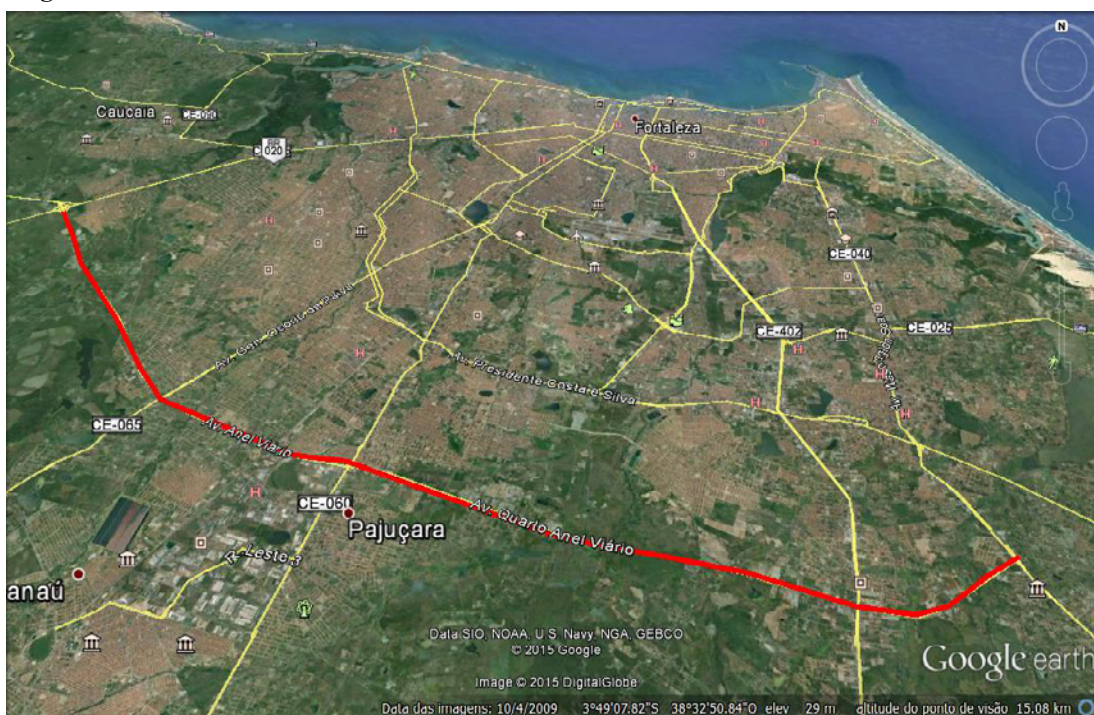 N
Caucaia
CE-090
Fortaleza
BR
020
CE-040
CE-025
CE-402
Av. Presidente Costa e Silva
CE-065
Av. Anel Viário
CE-060
Pajuçara
Av. Quarto Anel Viário
R. Leste 3
anaú
Data SIO, NOAA, U.S. Navy, NGA, GEBCO
© 2015 Google
Image © 2015 DigitalGlobe
Google earth
Data das imagens: 10/4/2009 3°49'07.82"S 38°32'50.84"O elev 29 m altitude do ponto de visão 15.08 km